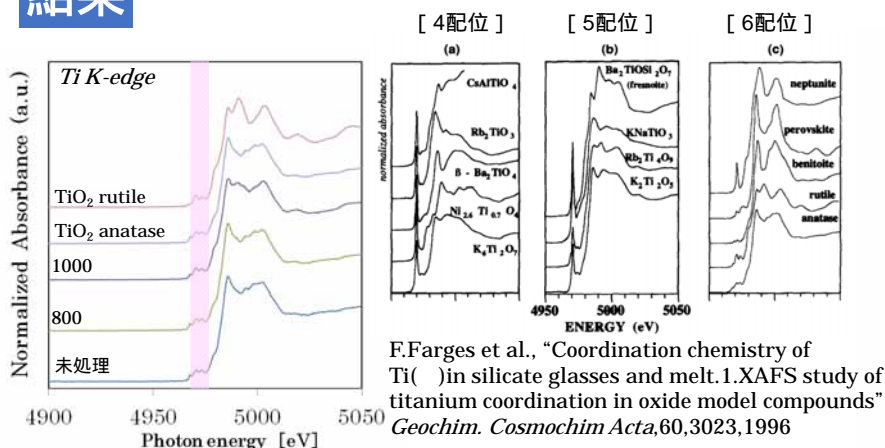 結果
Ti K-edge
Normalized Absorbance (a.u.)
TiO2 rutile
TiO2 anatase
1000
800
未処理
4900 4950 5000 5050
Photon energy [eV]
[ 4配位 ] [ 5配位 ] [ 6配位 ]
(a) (b) (c)
normalized absorbance
CsAlTiO4
Rb2TiO3
β - Ba2TiO4
Ni2.6 Ti0.7 O4
K6Ti2O7
Ba2TiOSi2O7
(fresnoite)
KNaTiO3
Rb2Ti4O9
K2Ti2O5
neptunite
perovskite
benitoite
rutile
anatase
4950 5000 5050
ENERGY (eV)
F.Farges et al., “Coordination chemistry of
Ti( )in silicate glasses and melt.1.XAFS study of
titanium coordination in oxide model compounds”
Geochim. Cosmochim Acta,60,3023,1996